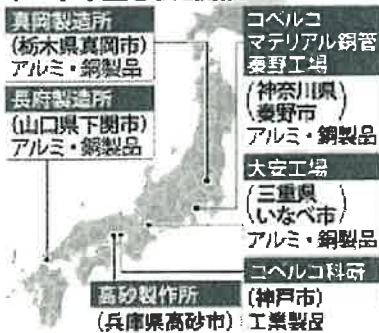 真岡製造所
(栃木県真岡市)
アルミ・銅製品
長府製造所
(山口県下関市)
アルミ・銅製品
コベルコ
マテリアル銅管
秦野工場
(神奈川県
秦野市)
アルミ・銅製品
大安工場
(三重県
いなべ市)
アルミ・銅製品
コベルコ科研
(神戸市)
工業製品
高砂製作所
(兵庫県高砂市)